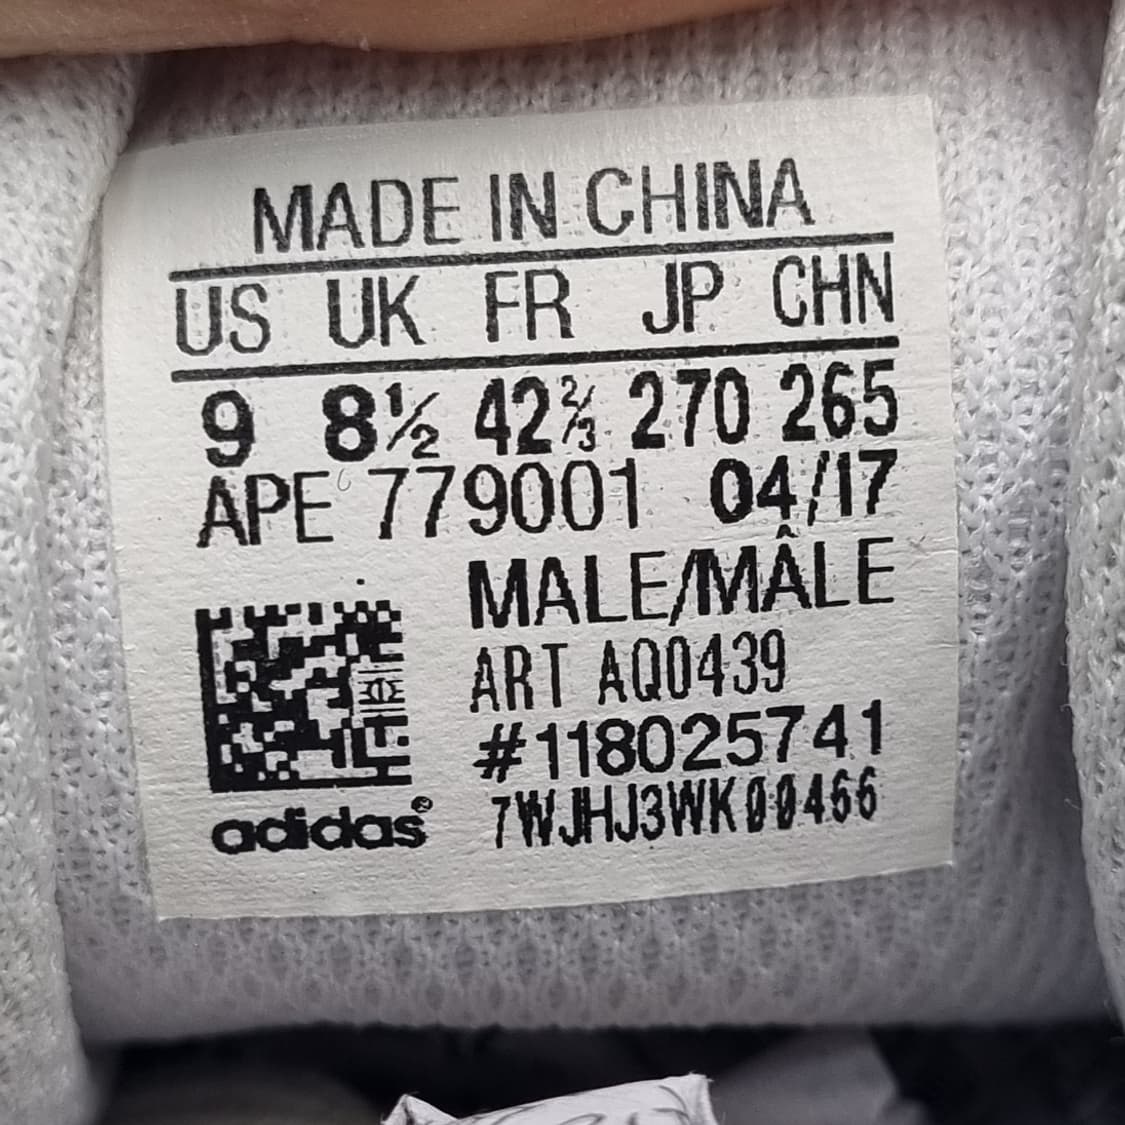 MADE IN CHINA
US UK FR JP CHN
9 8½ 42⅔ 270 265
APE 779001 04/17
MALE/MÂLE
ART AQ0439
#118025741
7WJHJ3WK00466
adidas®